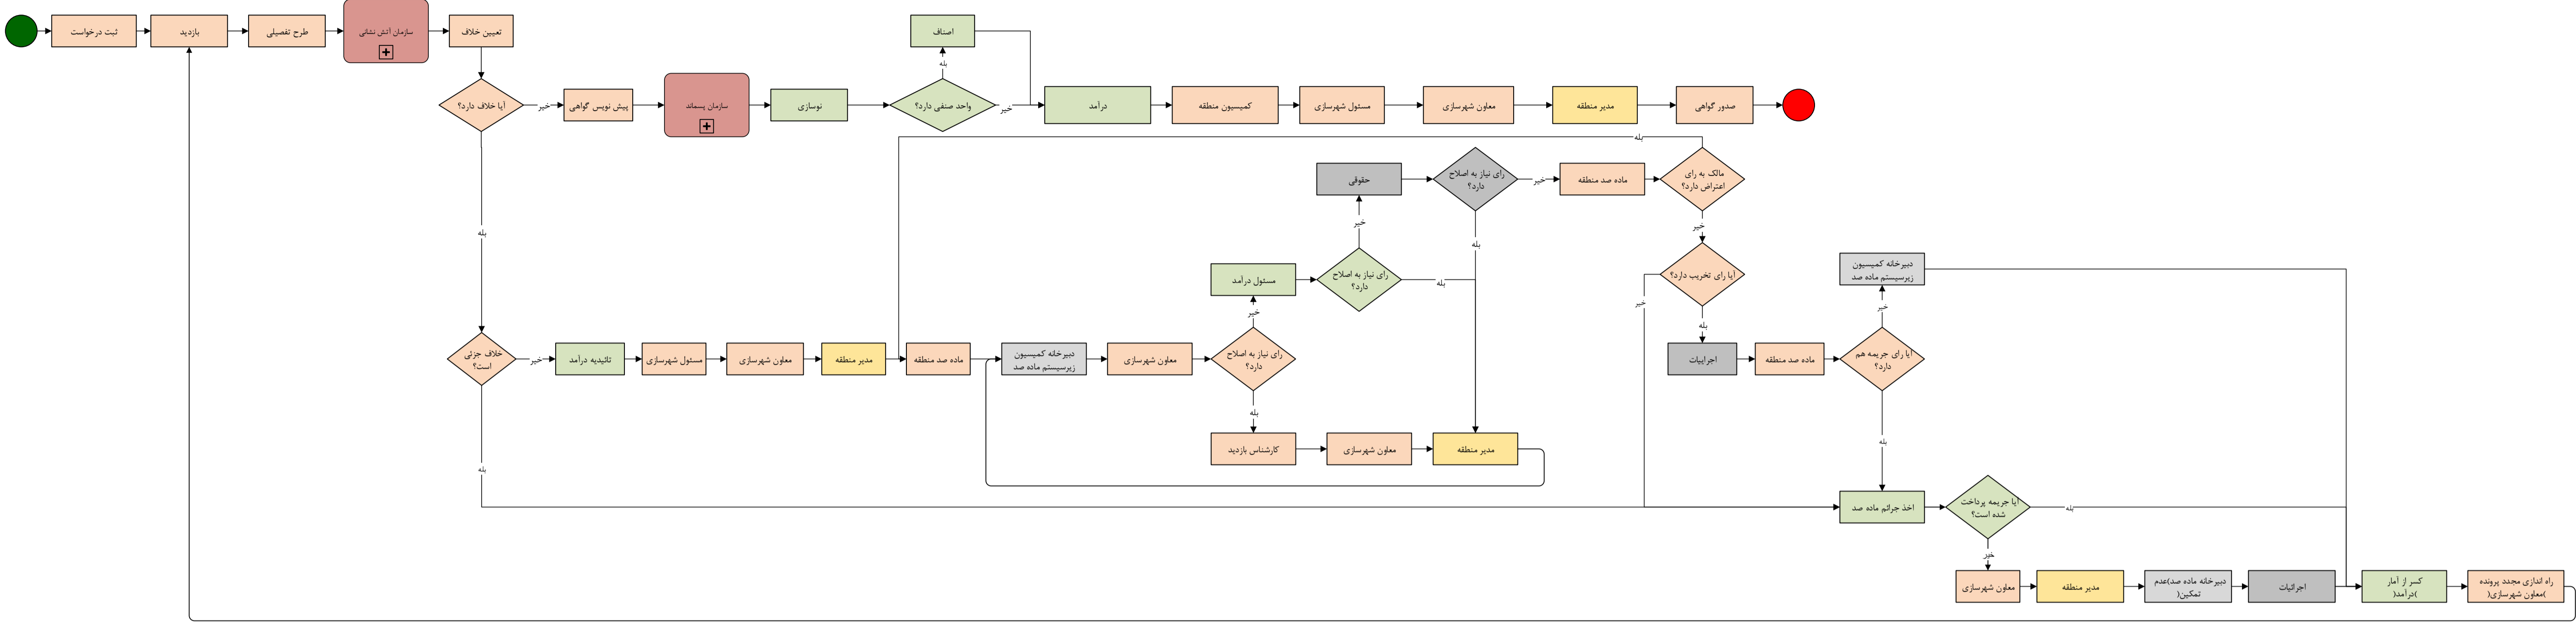 ثبت درخواست
بازدید
طرح تفصیلی
سازمان آتش نشانی
تعیین خلاف
اصناف
بله
آیا خلاف دارد؟
خیر
پیش نویس گواهی
سازمان پسماند
نوسازی
واحد صنفی دارد؟
خیر
درآمد
کمیسیون منطقه
مسئول شهرسازی
معاون شهرسازی
مدیر منطقه
صدور گواهی
بله
حقوقی
رای نیاز به اصلاح
دارد؟
خیر
ماده صد منطقه
مالک به رای
اعتراض دارد؟
خیر
خیر
بله
بله
مسئول درآمد
رای نیاز به اصلاح
دارد؟
بله
آیا رای تخریب دارد؟
دبیرخانه کمیسیون
زیرسیستم ماده صد
خیر
خیر
خیر
بله
خلاف جزئی
است؟
خیر
تائیدیه درآمد
مسئول شهرسازی
معاون شهرسازی
مدیر منطقه
ماده صد منطقه
دبیرخانه کمیسیون
زیرسیستم ماده صد
معاون شهرسازی
رای نیاز به اصلاح
دارد؟
اجراییات
ماده صد منطقه
آیا رای جریمه هم
دارد؟
بله
کارشناس بازدید
معاون شهرسازی
مدیر منطقه
بله
بله
اخذ جرائم ماده صد
آیا جریمه پرداخت
شده است؟
بله
خیر
معاون شهرسازی
مدیر منطقه
دبیرخانه ماده صد)عدم
تمکین(
اجرائیات
کسر از آمار
)درآمد(
راه اندازی مجدد پرونده
)معاون شهرسازی(